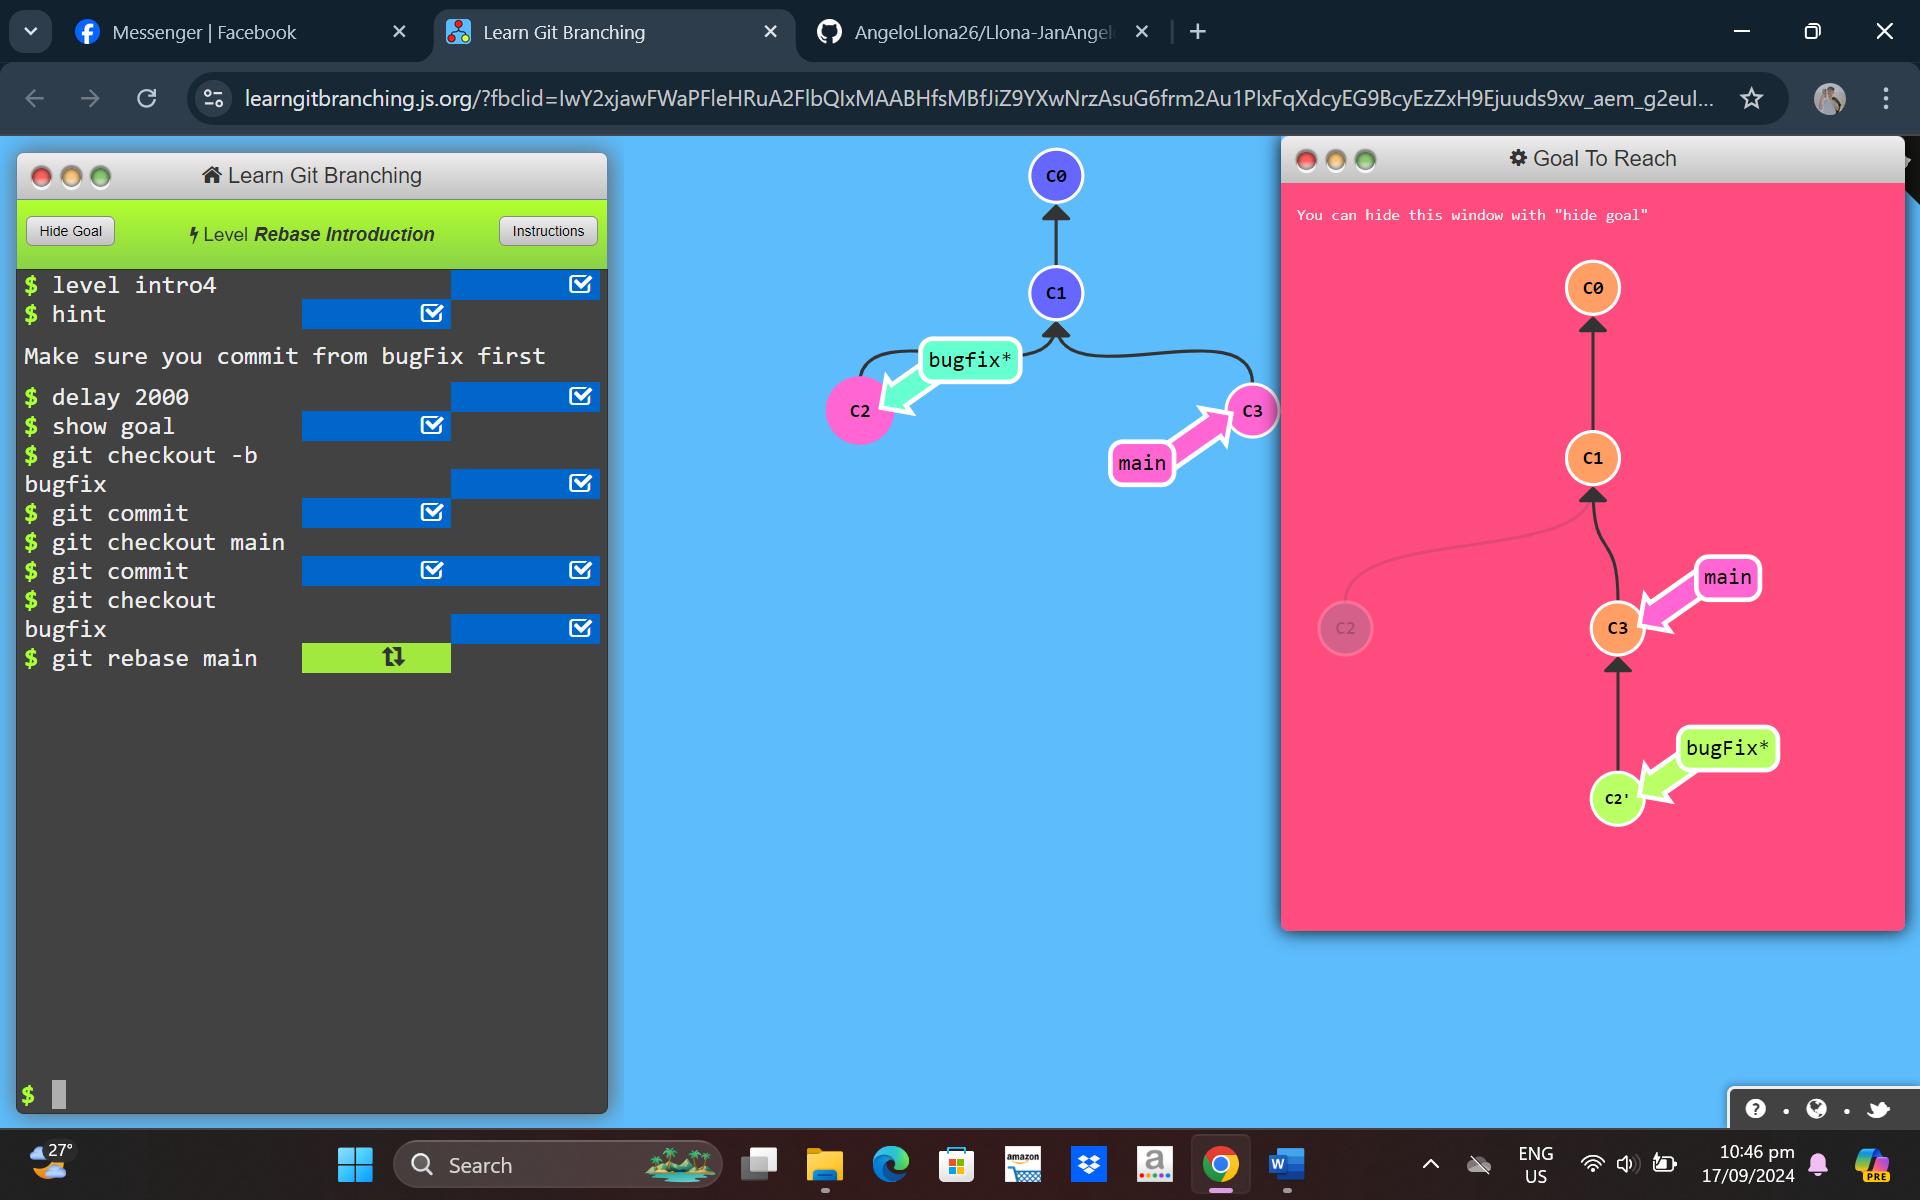 Messenger | Facebook
Learn Git Branching
AngeloLlona26/Llona-JanAngel
learngitbranching.js.org/?fbclid=IwY2xjawFWaPFleHRuA2FlbQIxMAABHfsMBfJiZ9YXwNrzAsuG6frm2Au1PIxFqXdcyEG9BcyEzZxH9Ejuuds9xw_aem_g2euI...
Learn Git Branching
Hide Goal
Level Rebase Introduction
Instructions
$ level intro4
$ hint
Make sure you commit from bugFix first
$ delay 2000
$ show goal
$ git checkout -b
bugfix
$ git commit
$ git checkout main
$ git commit
$ git checkout
bugfix
$ git rebase main
$
C0
C1
bugfix*
C2
C3
main
Goal To Reach
You can hide this window with "hide goal"
C0
C1
main
C2
C3
bugFix*
C2'
27°
Search
amazon
a
W
ENG
US
10:46 pm
17/09/2024
PRE